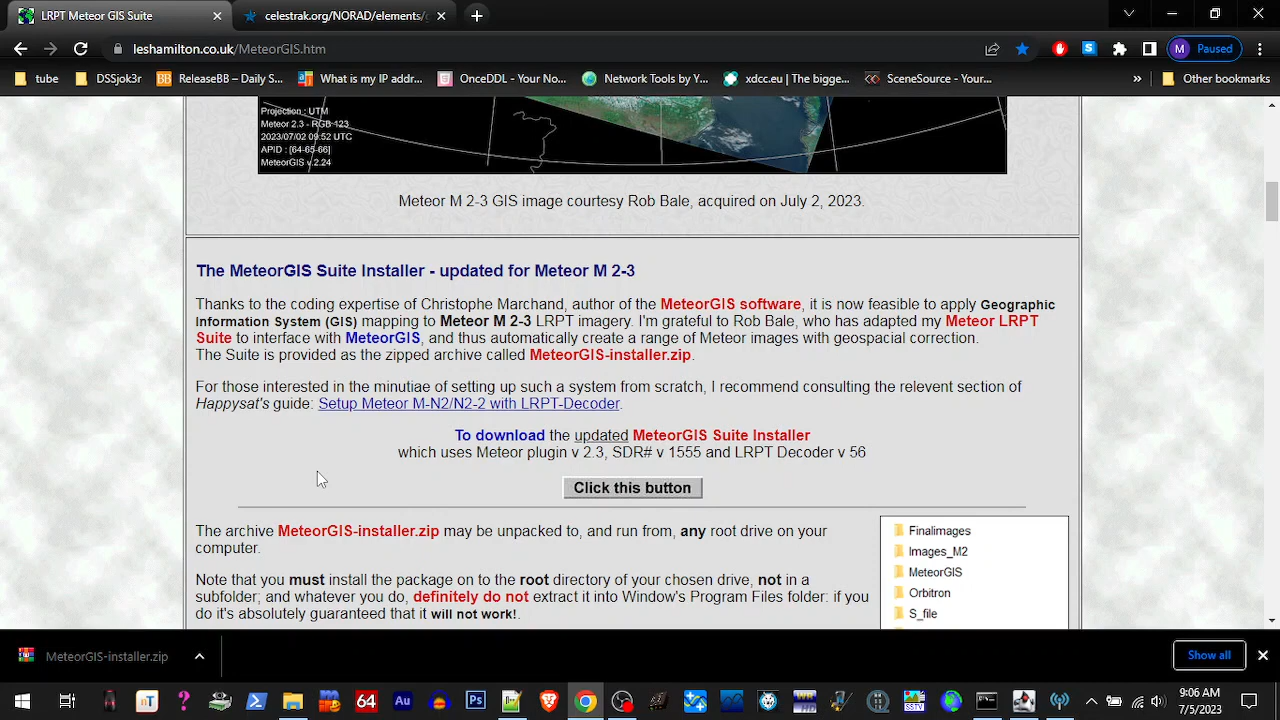 LRPT Meteor GIS Suite
celestrak.org/NORAD/elements/g
leshamilton.co.uk/MeteorGIS.htm
M Paused
tube
DSSjok3r
BB ReleaseBB – Daily S...
What is my IP addr...
OnceDDL - Your No...
Network Tools by Y...
xdcc.eu | The bigge...
SceneSource - Your...
»
Other bookmarks
Projection : UTM
Meteor 2.3 - RGB-123
2023/07/02 09:52 UTC
APID : [64-65-66]
MeteorGIS v.2.24
Meteor M 2-3 GIS image courtesy Rob Bale, acquired on July 2, 2023.
The MeteorGIS Suite Installer - updated for Meteor M 2-3
Thanks to the coding expertise of Christophe Marchand, author of the MeteorGIS software, it is now feasible to apply Geographic
Information System (GIS) mapping to Meteor M 2-3 LRPT imagery. I'm grateful to Rob Bale, who has adapted my Meteor LRPT
Suite to interface with MeteorGIS, and thus automatically create a range of Meteor images with geospacial correction.
The Suite is provided as the zipped archive called MeteorGIS-installer.zip.
For those interested in the minutiae of setting up such a system from scratch, I recommend consulting the relevent section of
Happysat's guide: Setup Meteor M-N2/N2-2 with LRPT-Decoder.
To download the updated MeteorGIS Suite Installer
which uses Meteor plugin v 2.3, SDR# v 1555 and LRPT Decoder v 56
Click this button
The archive MeteorGIS-installer.zip may be unpacked to, and run from, any root drive on your
computer.
Note that you must install the package on to the root directory of your chosen drive, not in a
subfolder; and whatever you do, definitely do not extract it into Window's Program Files folder: if you
do it's absolutely guaranteed that it will not work!.
Finalimages
Images_M2
MeteorGIS
Orbitron
S_file
MeteorGIS-installer.zip
Show all
nT
64
Au
Ps
SSTV
9:06 AM
7/5/2023